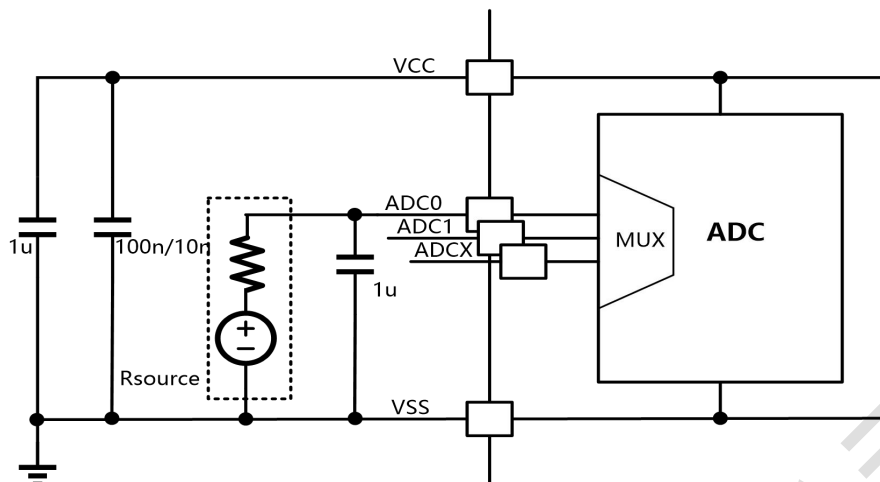 VCC
ADC0
ADC1
ADCX
1u
100n/10n
1u
MUX
ADC
+
−
Rsource
VSS